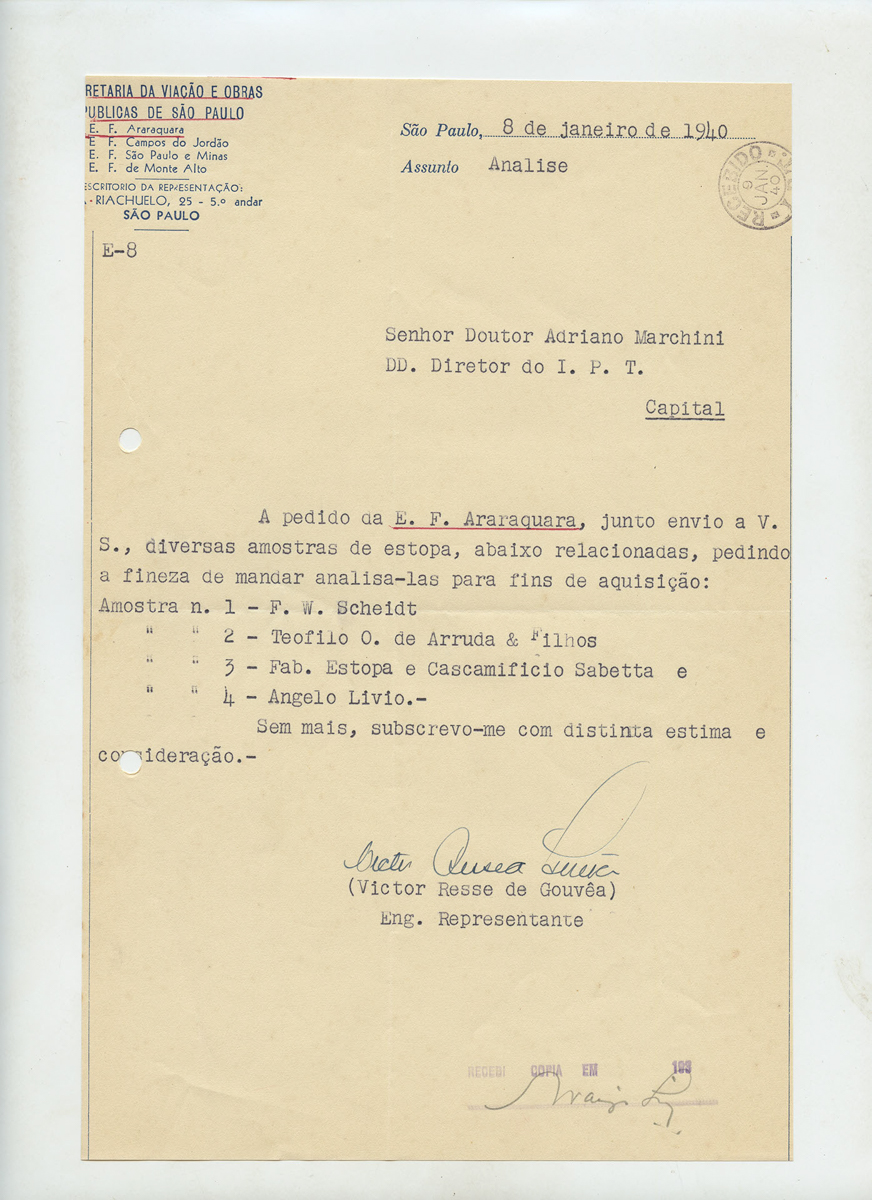 RETARIA DA VIAÇÃO E OBRAS
PUBLICAS DE SÃO PAULO
E. F. Araraquara
E. F. Campos do Jordão
E. F. São Paulo e Minas
E. F. de Monte Alto
ESCRITORIO DA REPRESENTAÇÃO:
RIACHUELO, 25 - 5.º andar
SÃO PAULO
E-8
São Paulo, 8 de janeiro de 1940
Assunto Analise
RECEBIDO
9
JAN.
40
Senhor Doutor Adriano Marchini
DD. Diretor do I. P. T.
Capital
A pedido da E. F. Araraquara, junto envio a V.
S., diversas amostras de estopa, abaixo relacionadas, pedindo
a fineza de mandar analisa-las para fins de aquisição:
Amostra n. 1 - F. W. Scheidt
" " 2 - Teofilo O. de Arruda & Filhos
" " 3 - Fab. Estopa e Cascamificio Sabetta e
" " 4 - Angelo Livio.-
Sem mais, subscrevo-me com distinta estima e
consideração.-
(Victor Resse de Gouvêa)
Eng. Representante
RECEBI COPIA EM 193